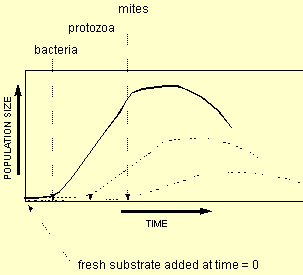 mites
protozoa
bacteria
POPULATION SIZE
TIME
fresh substrate added at time = 0